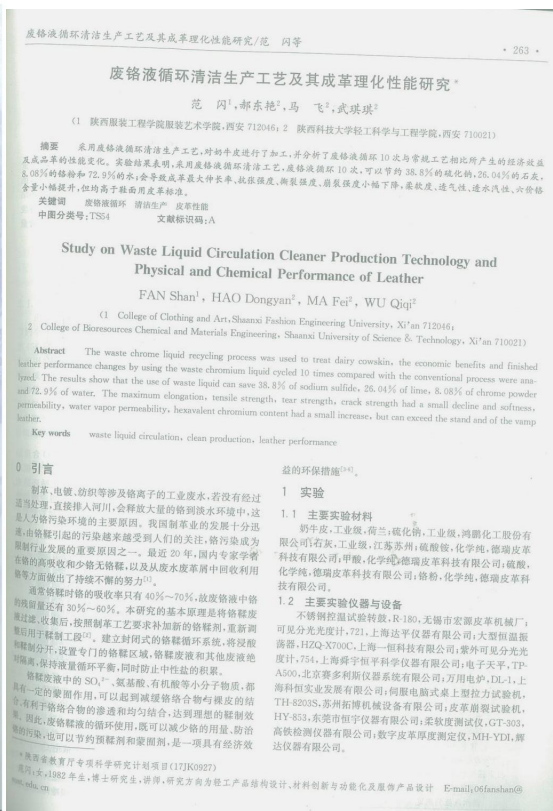 废铬液循环清洁生产工艺及其成革理化性能研究/范 闪等
· 263 ·
废铬液循环清洁生产工艺及其成革理化性能研究*
范 闪¹,郝东艳²,马 飞²,武琪琪²
(1 陕西服装工程学院服装艺术学院,西安 712046; 2 陕西科技大学轻工科学与工程学院,西安 710021)
摘要 采用废铬液循环清洁生产工艺,对奶牛皮进行了加工,并分析了废铬液循环10次与常规工艺相比所产生的经济效益
及成品革的性能变化。实验结果表明,采用废铬液循环清洁工艺,废铬液循环10次,可以节约38.8%的硫化钠,26.04%的石灰,
8.08%的铬粉和72.9%的水;会导致成革最大伸长率、抗张强度、撕裂强度、崩裂强度小幅下降,柔软度、透气性、透水汽性、六价铬
含量小幅提升,但均高于鞋面用皮革标准。
关键词 废铬液循环 清洁生产 皮革性能
中图分类号:TS54 文献标识码:A
Study on Waste Liquid Circulation Cleaner Production Technology and
Physical and Chemical Performance of Leather
FAN Shan¹, HAO Dongyan², MA Fei², WU Qiqi²
(1 College of Clothing and Art, Shaanxi Fashion Engineering University, Xi'an 712046;
2 College of Bioresources Chemical and Materials Engineering, Shaanxi University of Science & Technology, Xi'an 710021)
Abstract The waste chrome liquid recycling process was used to treat dairy cowskin, the economic benefits and finished
leather performance changes by using the waste chromium liquid cycled 10 times compared with the conventional process were ana-
lyzed. The results show that the use of waste liquid can save 38.8% of sodium sulfide, 26.04% of lime, 8.08% of chrome powder
and 72.9% of water. The maximum elongation, tensile strength, tear strength, crack strength had a small decline and softness,
permeability, water vapor permeability, hexavalent chromium content had a small increase, but can exceed the stand and of the vamp
leather.
Key words waste liquid circulation, clean production, leather performance
0 引言
制革、电镀、纺织等涉及铬离子的工业废水,若没有经过
适当处理,直接排入河川,会释放大量的铬到淡水环境中,这
是人为铬污染环境的主要原因。我国制革业的发展十分迅
速,由铬鞣引起的污染越来越受到人们的关注,铬污染成为
限制行业发展的重要原因之一。最近20年,国内专家学者
在铬的高吸收和少铬无铬鞣,以及从废水废革屑中回收利用
铬等方面做出了持续不懈的努力[1]。
通常铬鞣时铬的吸收率只有40%~70%,故废铬液中铬
的残留量还有30%~60%。本研究的基本原理是将铬鞣废
液过滤、收集后,按照制革工艺要求补加新的铬鞣剂,重新调
整后用于鞣制工段[2]。建立封闭式的铬鞣循环系统,将浸酸
和鞣制分开,设置专门的铬鞣区域,铬鞣废液和其他废液绝
对隔离,保持液量循环平衡,同时防止中性盐的积累。
铬鞣废液中的SO₄²⁻、氨基酸、有机酸等小分子物质,都
具有一定的蒙囿作用,可以起到减缓铬络合物与裸皮的结
合,有利于铬络合物的渗透和均匀结合,达到理想的鞣制效
果。因此,废铬鞣液的循环使用,既可以减少铬的用量、防治
铬的污染,也可以节约预鞣剂和蒙囿剂,是一项具有经济效
益的环保措施[3,4]。
1 实验
1.1 主要实验材料
奶牛皮,工业级,荷兰;硫化钠,工业级,鸿鹏化工股份有
限公司;石灰,工业级,江苏苏州;硫酸铵,化学纯,德瑞皮革
科技有限公司;甲酸,化学纯,德瑞皮革科技有限公司;硫酸,
化学纯,德瑞皮革科技有限公司;铬粉,化学纯,德瑞皮革科
技有限公司。
1.2 主要实验仪器与设备
不锈钢控温试验转鼓,R-180,无锡市宏源皮革机械厂;
可见分光光度计,721,上海达平仪器有限公司;大型恒温振
荡器,HZQ-X700C,上海一恒科技有限公司;紫外可见分光光
度计,754,上海舜宇恒平科学仪器有限公司;电子天平,TP-
A500,北京赛多利斯仪器系统有限公司;万用电炉,DL-1,上
海科恒实业发展有限公司;伺服电脑式桌上型拉力试验机,
TH-8203S,苏州拓博机械设备有限公司;皮革崩裂试验机,
HY-853,东莞市恒宇仪器有限公司;柔软度测试仪,GT-303,
高铁检测仪器有限公司;数字皮革厚度测定仪,MH-YDI,辉
达仪器有限公司。
*陕西省教育厅专项科学研究计划项目(17JK0927)
范闪:女,1982年生,博士研究生,讲师,研究方向为轻工产品结构设计、材料创新与功能化及服饰产品设计 E-mail:06fanshan@
.edu.cn